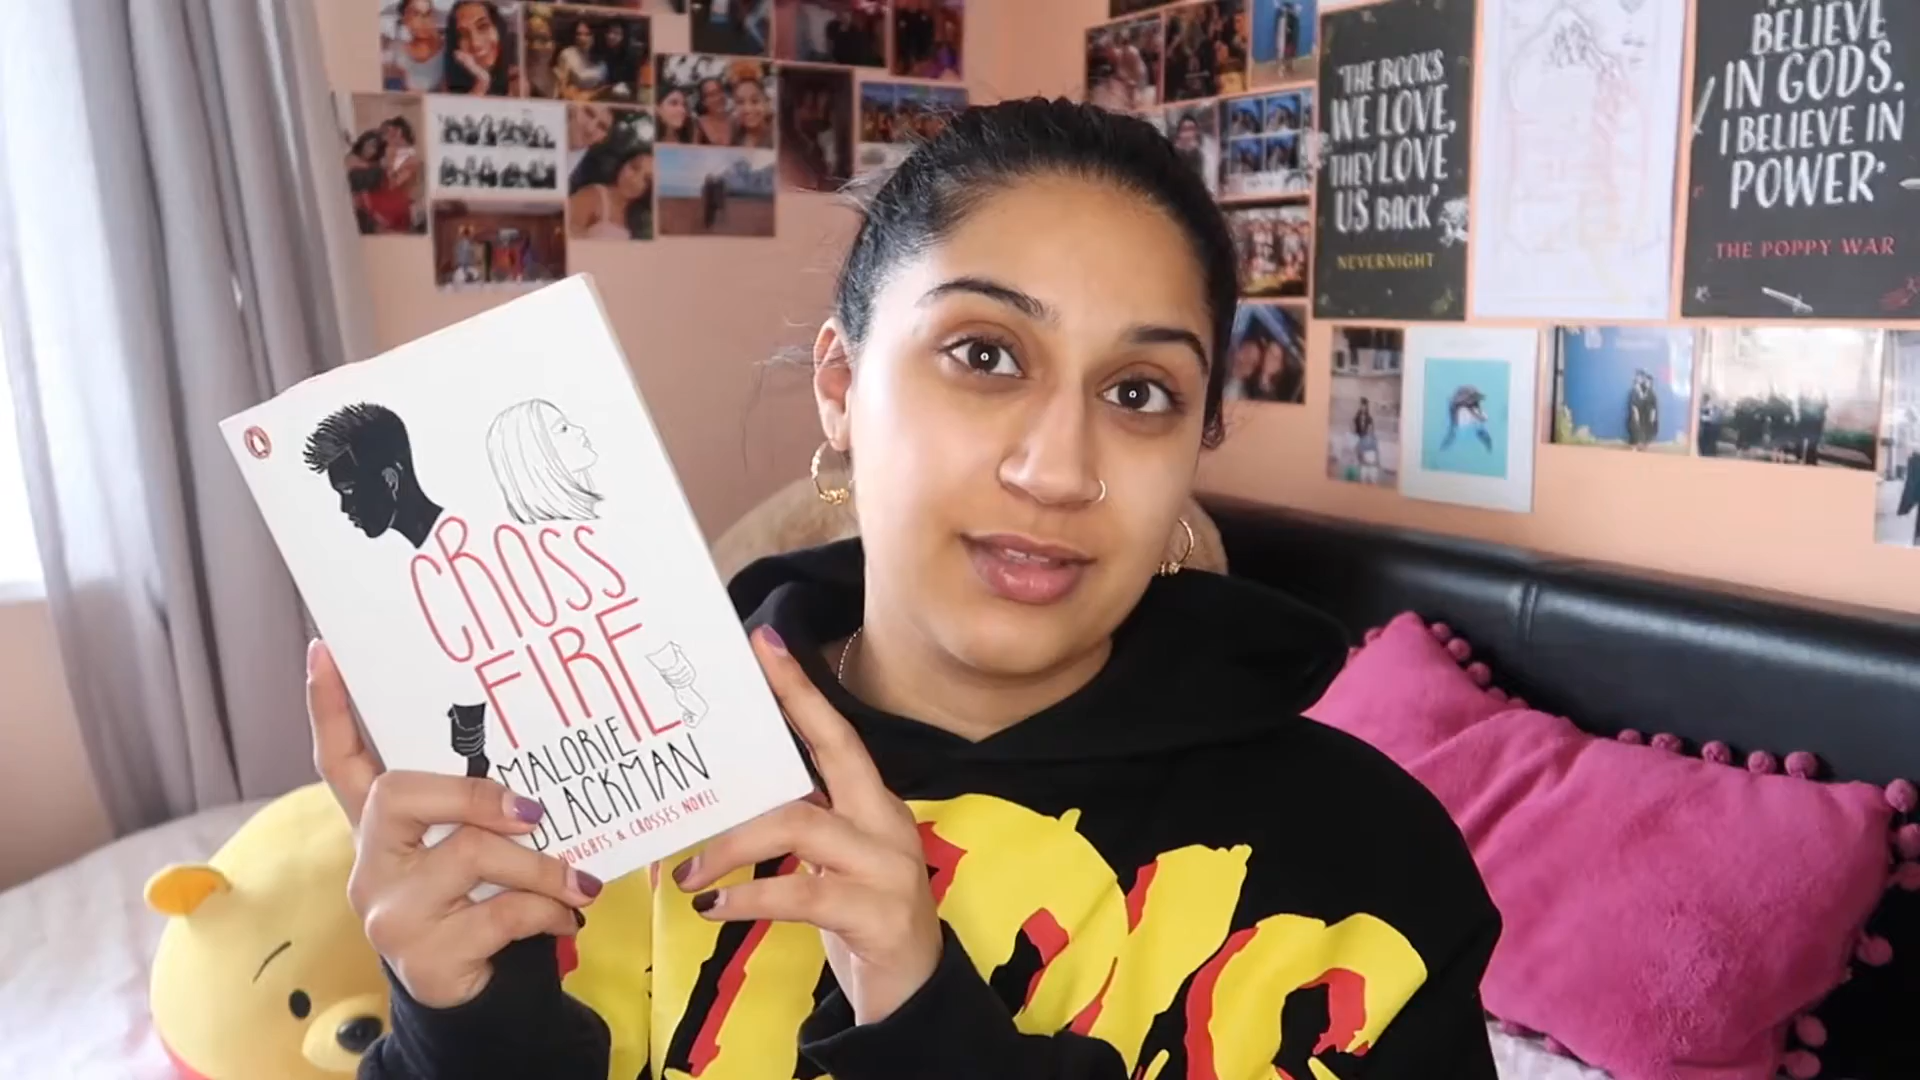 CROSS
FIRE
MALORIE
BLACKMAN
NOUGHTS & CROSSES NOVEL
'THE BOOKS
WE LOVE,
THEY LOVE
US BACK'
NEVERNIGHT
BELIEVE
IN GODS.
I BELIEVE IN
POWER'
THE POPPY WAR